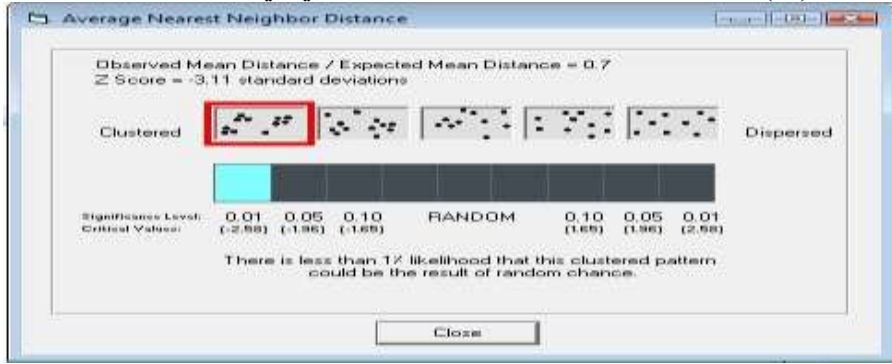 Average Nearest Neighbor Distance
Observed Mean Distance / Expected Mean Distance = 0.7
Z Score = -3.11 standard deviations
Clustered
Dispersed
Significance Level: 0.01 0.05 0.10 RANDOM 0.10 0.05 0.01
Critical Values: (-2.58) (-1.96) (-1.65) (1.65) (1.96) (2.58)
There is less than 1% likelihood that this clustered pattern
could be the result of random chance.
Close